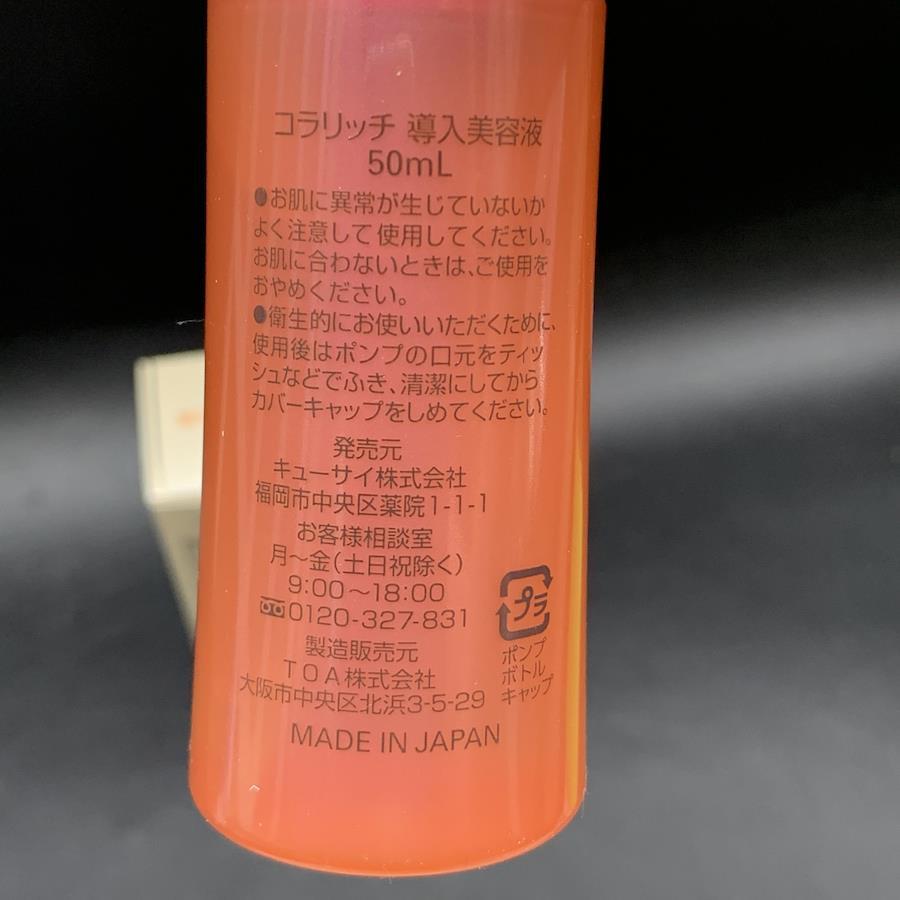 コラリッチ 導入美容液
50mL
●お肌に異常が生じていないか
よく注意して使用してください。
お肌に合わないときは、ご使用を
おやめください。
●衛生的にお使いいただくために、
使用後はポンプの口元をティッ
シュなどでふき、清潔にしてから
カバーキャップをしめてください。
発売元
キューサイ株式会社
福岡市中央区薬院1-1-1
お客様相談室
月～金（土日祝除く）
9:00～18:00
0120-327-831
製造販売元
TOA株式会社
大阪市中央区北浜3-5-29
MADE IN JAPAN
プラ
ポンプ
ボトル
キャップ